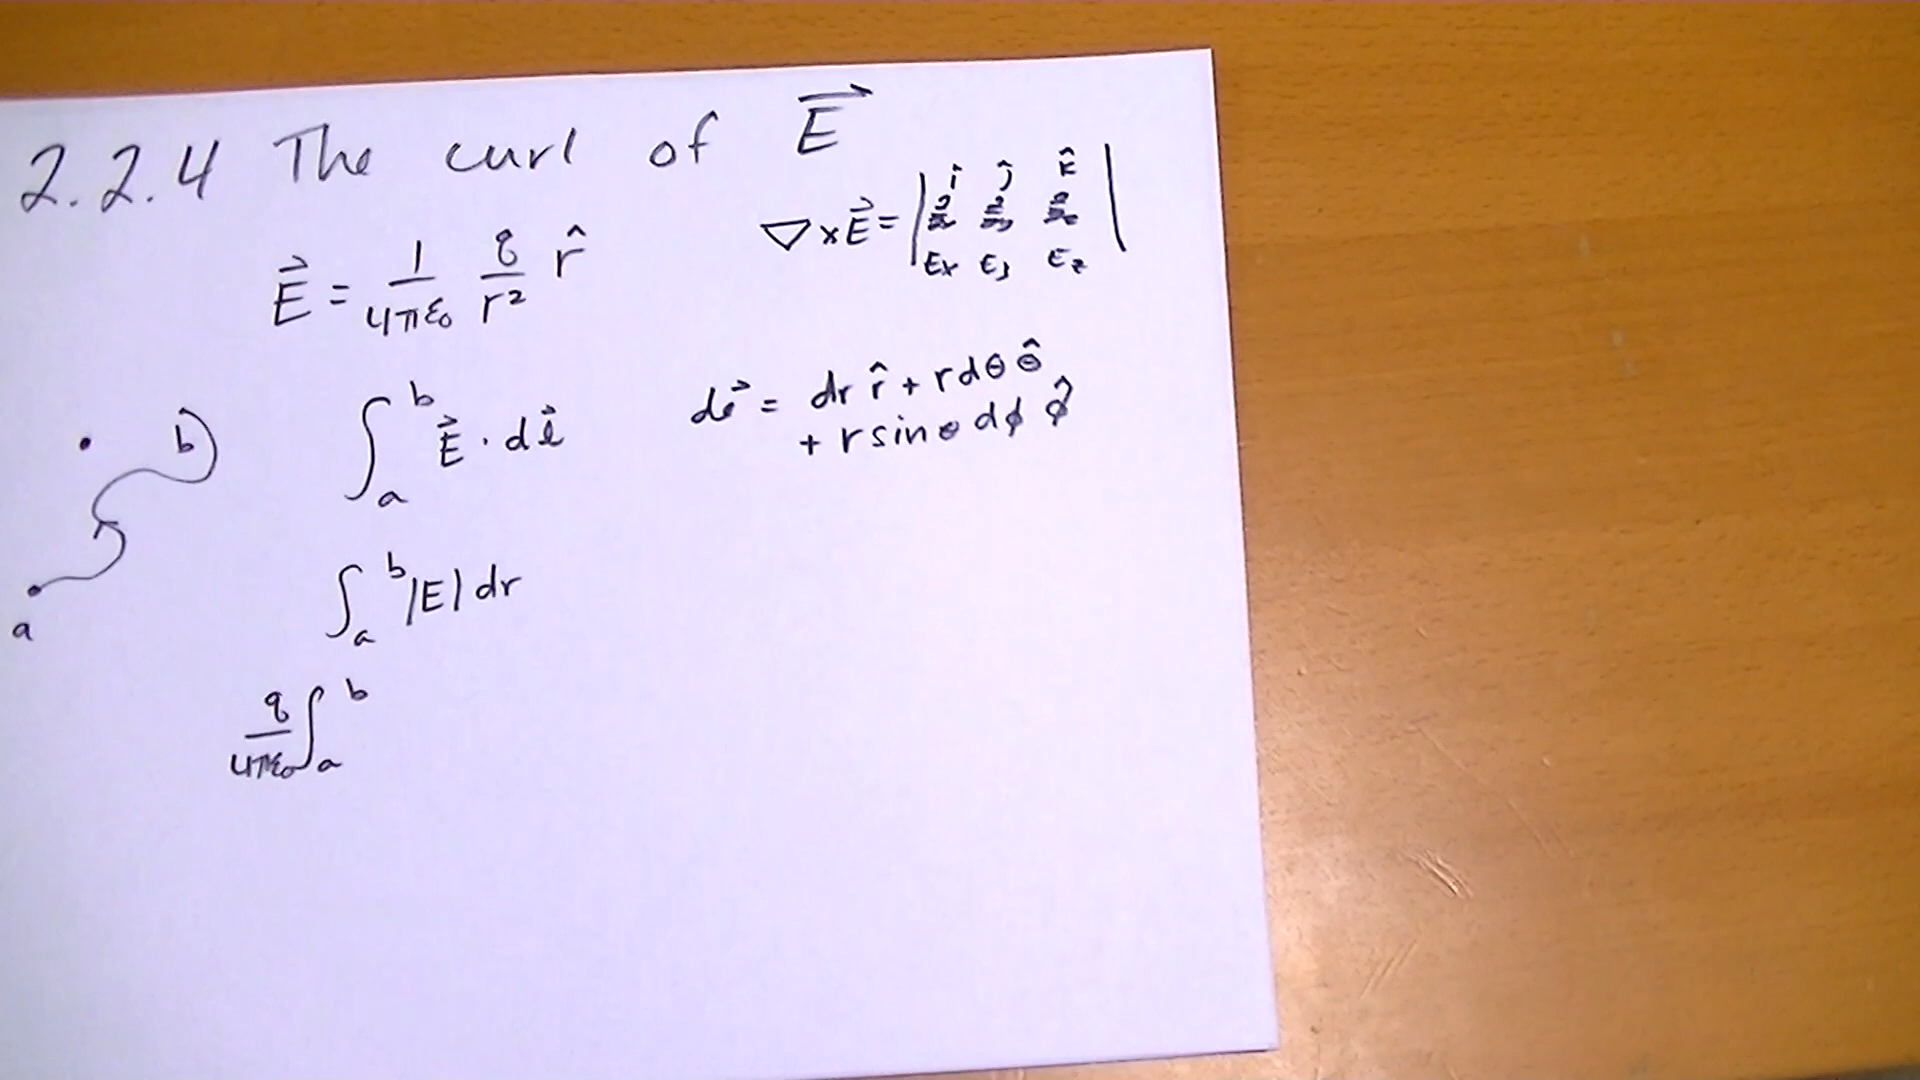 2.2.4 The curl of E⃗
E⃗ = 1/4πε₀ q/r² r̂
∇×E⃗ = | î ĵ k̂
∂/∂x ∂/∂y ∂/∂z
Ex Ey Ez |
∫ₐᵇ E⃗ · dℓ⃗
dℓ⃗ = dr r̂ + r dθ θ̂
+ r sinθ dϕ ϕ̂
b
a
∫ₐᵇ |E| dr
q/4πε₀ ∫ₐᵇ